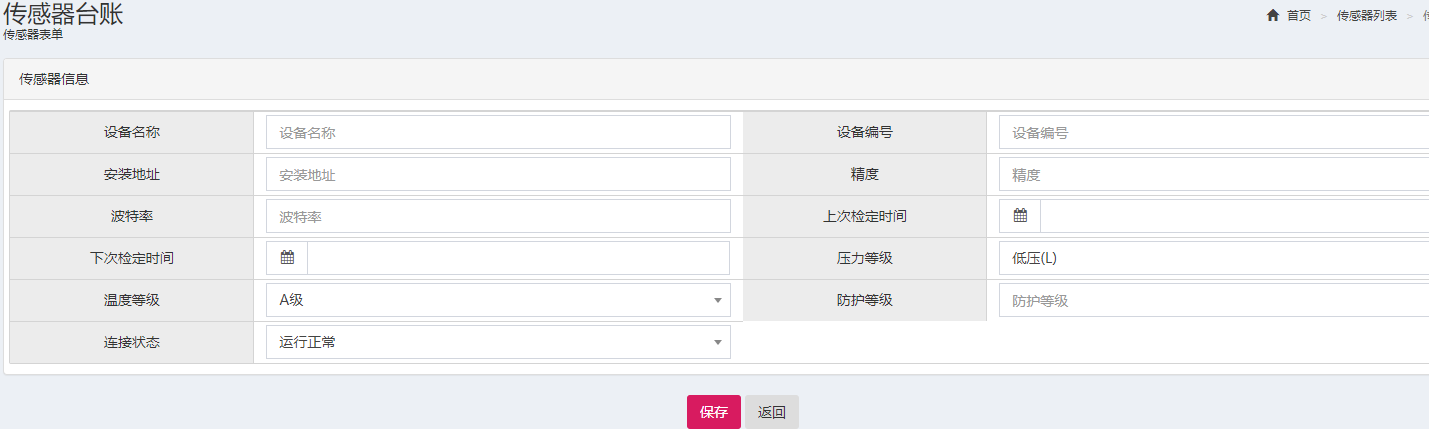 传感器台账
传感器表单
首页 > 传感器列表 >
传感器信息
设备名称 设备名称 设备编号 设备编号
安装地址 安装地址 精度 精度
波特率 波特率 上次检定时间
下次检定时间 压力等级 低压(L)
温度等级 A级 防护等级 防护等级
连接状态 运行正常
保存 返回